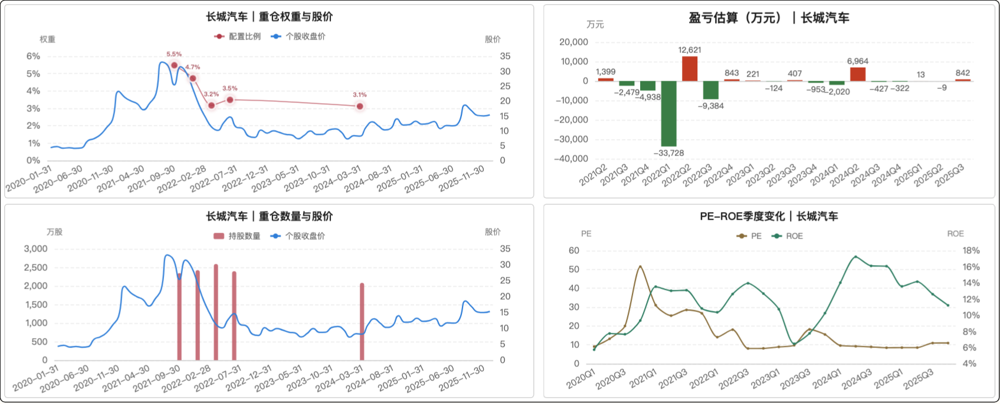 长城汽车｜重仓权重与股价
配置比例 个股收盘价
权重 股价
6% 35
5% 30
4% 25
3% 20
2% 15
1% 10
0% 5
0
5.5%
4.7%
3.2%
3.5%
3.1%
2020-01-31 2020-06-30 2020-11-30 2021-04-30 2021-09-30 2022-02-28 2022-07-31 2022-12-31 2023-05-31 2023-10-31 2024-03-31 2024-08-31 2025-01-31 2025-06-30 2025-11-30
盈亏估算（万元）｜长城汽车
万元
20,000
10,000
0
−10,000
−20,000
−30,000
−40,000
1,399 −2,479 −4,938 −33,728 12,621 −9,384 843 221 −124 407 −953 −2,020 6,964 −427 −322 13 −9 842
2021Q2 2021Q3 2021Q4 2022Q1 2022Q2 2022Q3 2022Q4 2023Q1 2023Q2 2023Q3 2023Q4 2024Q1 2024Q2 2024Q3 2024Q4 2025Q1 2025Q2 2025Q3
长城汽车｜重仓数量与股价
持股数量 个股收盘价
万股 股价
3,000 35
2,500 30
2,000 25
1,500 20
1,000 15
500 10
0 5
0
2020-01-31 2020-06-30 2020-11-30 2021-04-30 2021-09-30 2022-02-28 2022-07-31 2022-12-31 2023-05-31 2023-10-31 2024-03-31 2024-08-31 2025-01-31 2025-06-30 2025-11-30
PE-ROE季度变化｜长城汽车
PE ROE
PE ROE
60 18%
50 16%
40 14%
30 12%
20 10%
10 8%
0 6%
4%
2020Q1 2020Q3 2021Q1 2021Q3 2022Q1 2022Q3 2023Q1 2023Q3 2024Q1 2024Q3 2025Q1 2025Q3